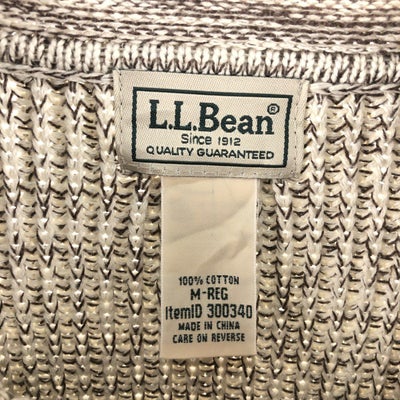 L.L.Bean®
Since 1912
QUALITY GUARANTEED
100% COTTON
M-REG
ItemID 300340
MADE IN CHINA
CARE ON REVERSE